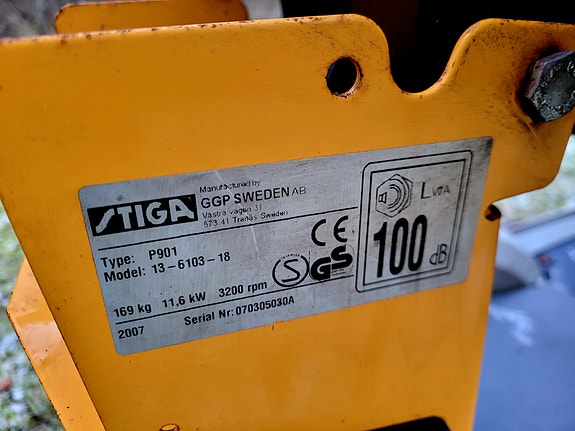 STIGA
Manufactured by
GGP SWEDEN AB
Västra vägen 31
573 41 Tranås Sweden
Type: P901
Model: 13-6103-18
169 kg 11,6 kW 3200 rpm
2007 Serial Nr: 070305030A
CE
S GS
LWA
100 dB